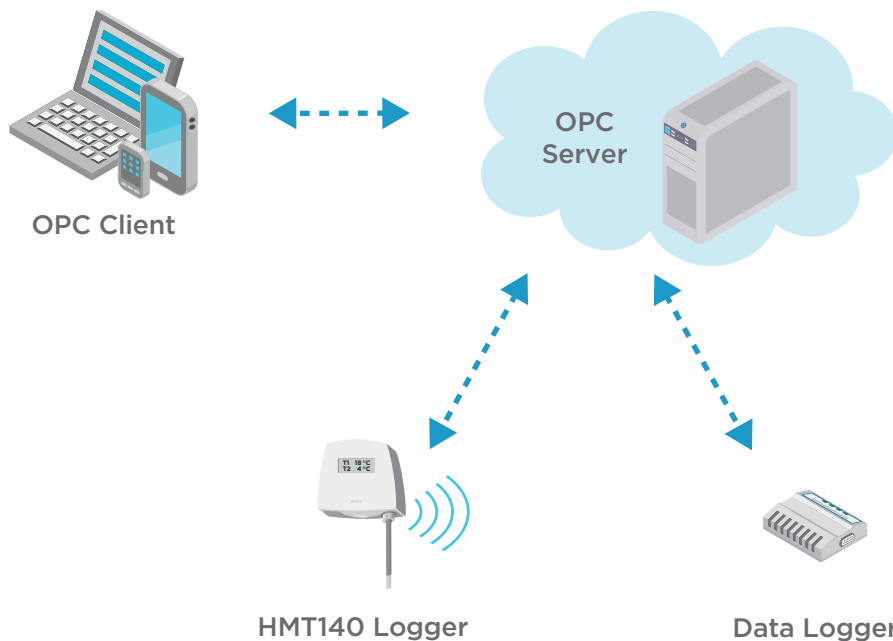 OPC
Server
OPC Client
T1 18 °C
T2 4 °C
HMT140 Logger
Data Logger